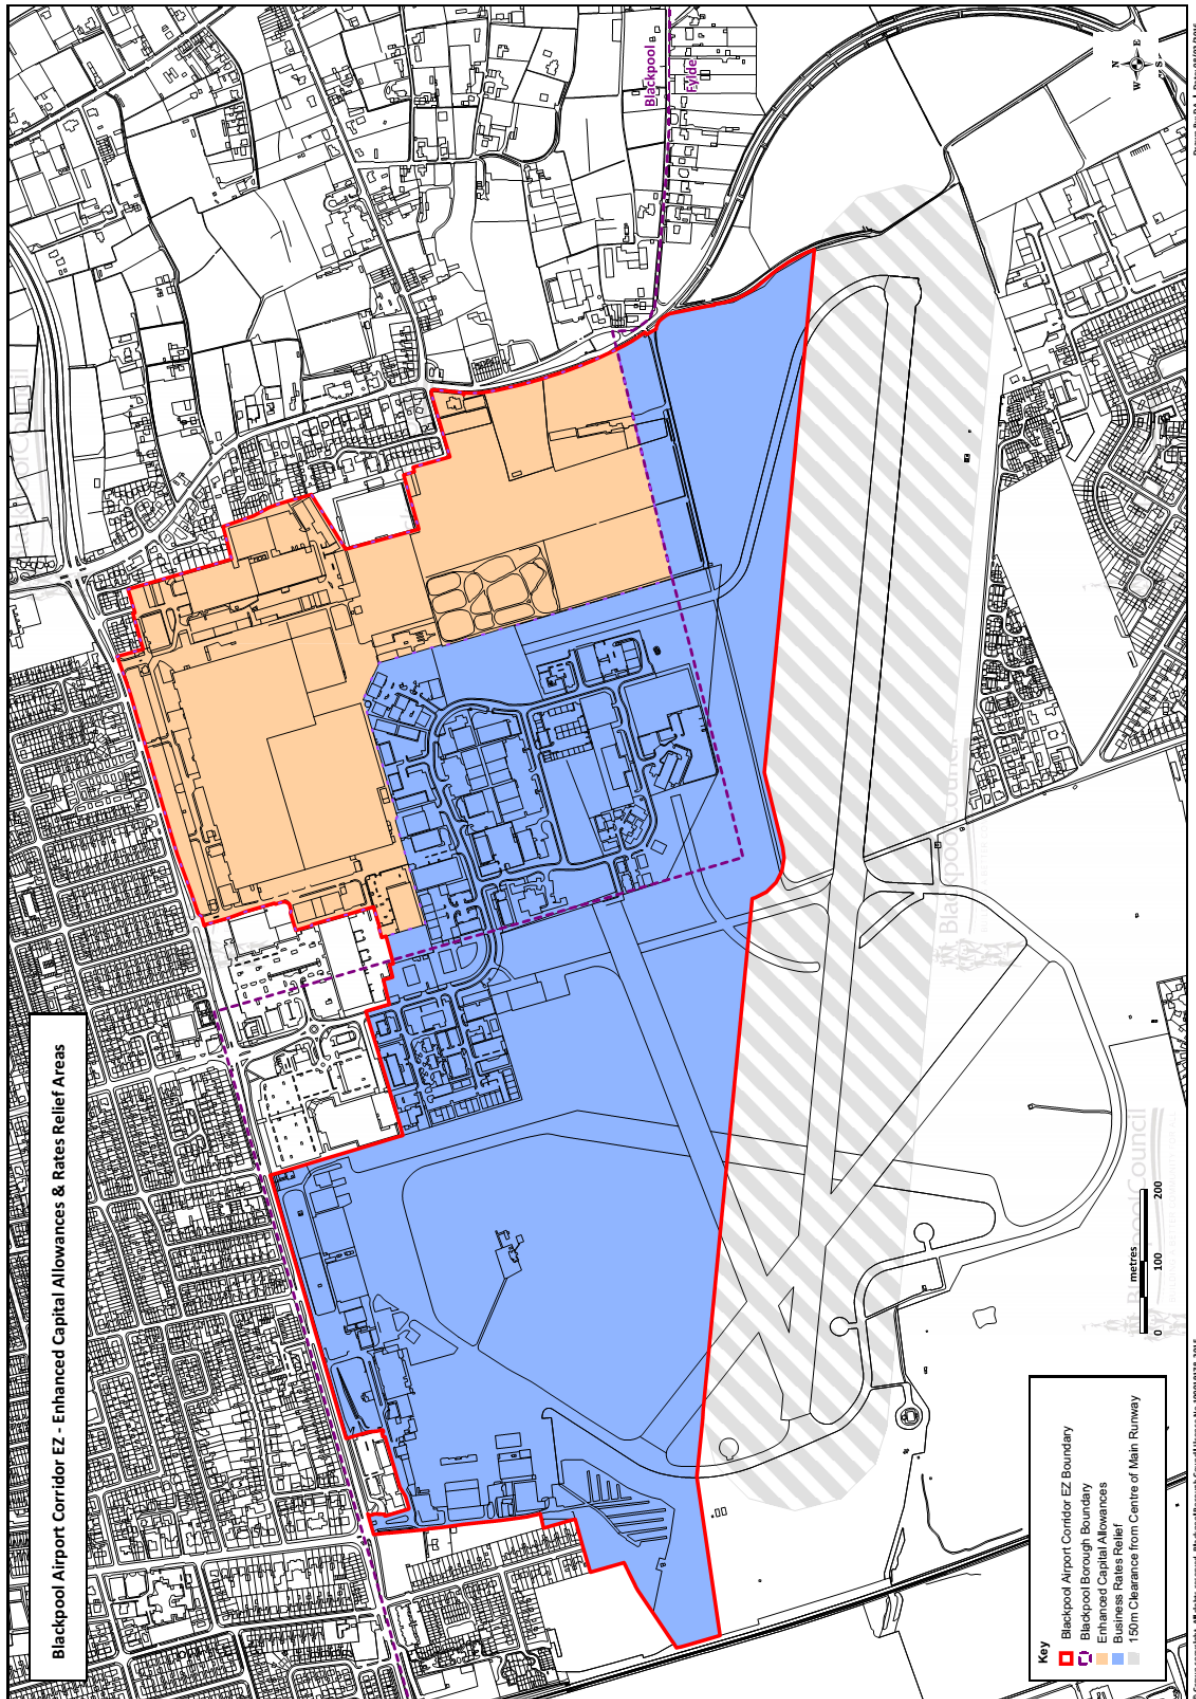 Blackpool Airport Corridor EZ - Enhanced Capital Allowances & Rates Relief Areas
Blackpool
Fylde
N
E
S
W
BlackpoolCouncil
BlackpoolCouncil
metres
0 100 200
Key
Blackpool Airport Corridor EZ Boundary
Blackpool Borough Boundary
Enhanced Capital Allowances
Business Rates Relief
150m Clearance from Centre of Main Runway